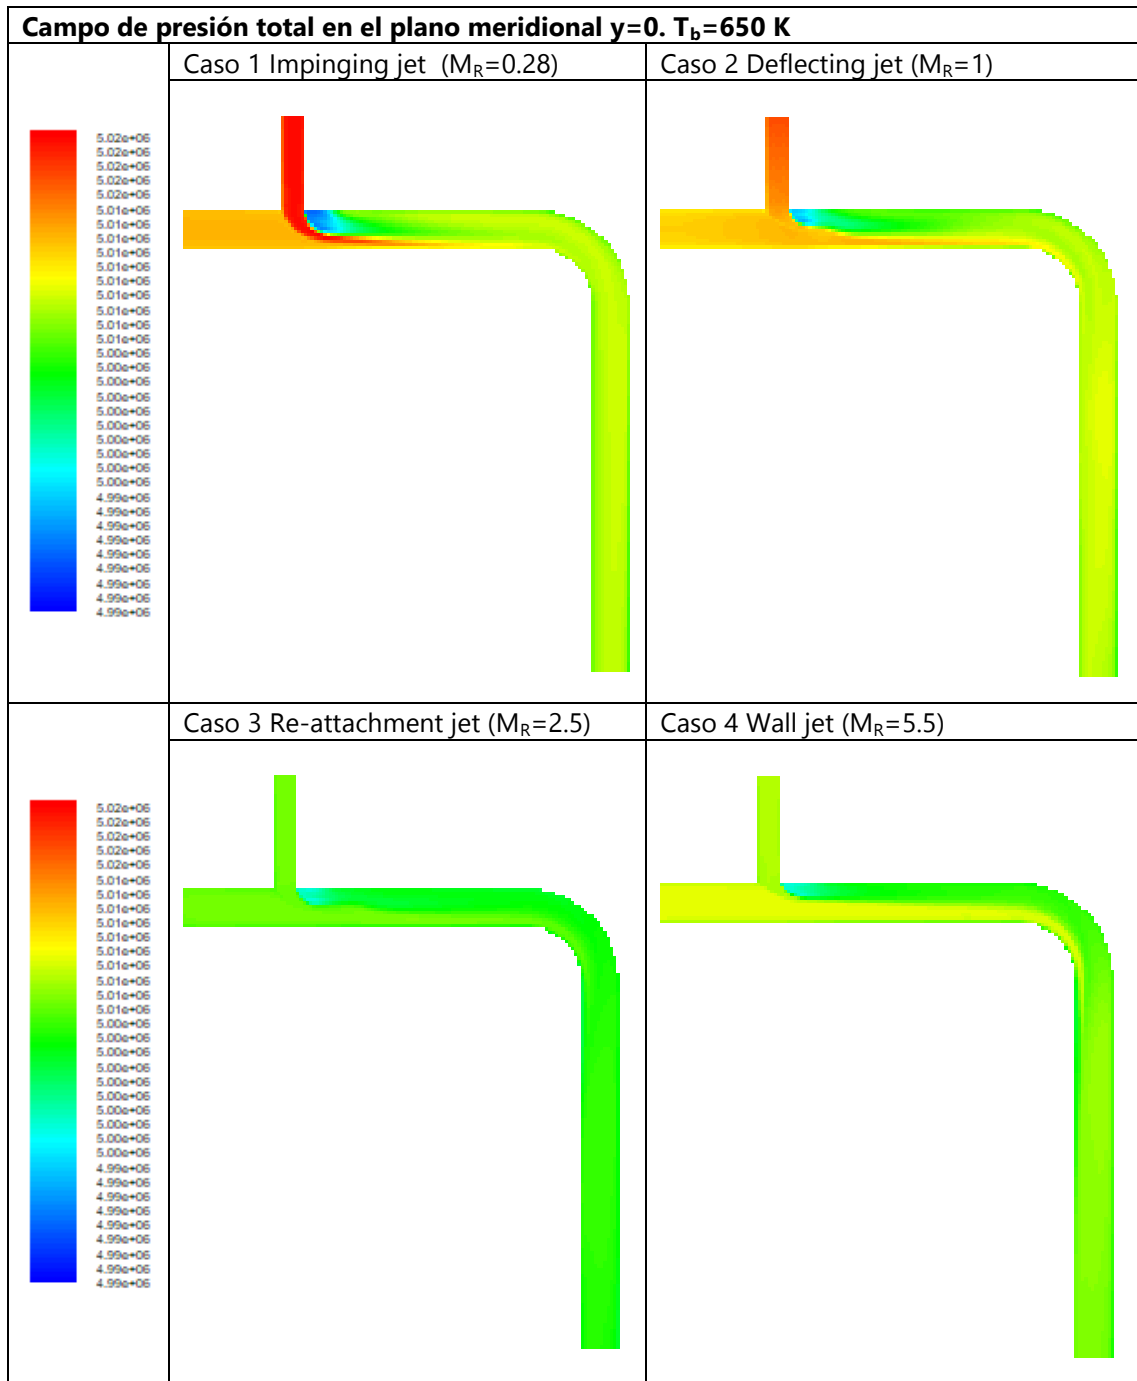 Campo de presión total en el plano meridional y=0. T_b=650 K
Caso 1 Impinging jet (M_R=0.28)
Caso 2 Deflecting jet (M_R=1)
5.02e+06
5.02e+06
5.02e+06
5.02e+06
5.02e+06
5.01e+06
5.01e+06
5.01e+06
5.01e+06
5.01e+06
5.01e+06
5.01e+06
5.01e+06
5.01e+06
5.01e+06
5.00e+06
5.00e+06
5.00e+06
5.00e+06
5.00e+06
5.00e+06
5.00e+06
5.00e+06
5.00e+06
5.00e+06
4.99e+06
4.99e+06
4.99e+06
4.99e+06
4.99e+06
4.99e+06
4.99e+06
4.99e+06
4.99e+06
Caso 3 Re-attachment jet (M_R=2.5)
Caso 4 Wall jet (M_R=5.5)
5.02e+06
5.02e+06
5.02e+06
5.02e+06
5.02e+06
5.01e+06
5.01e+06
5.01e+06
5.01e+06
5.01e+06
5.01e+06
5.01e+06
5.01e+06
5.01e+06
5.01e+06
5.00e+06
5.00e+06
5.00e+06
5.00e+06
5.00e+06
5.00e+06
5.00e+06
5.00e+06
5.00e+06
5.00e+06
4.99e+06
4.99e+06
4.99e+06
4.99e+06
4.99e+06
4.99e+06
4.99e+06
4.99e+06
4.99e+06